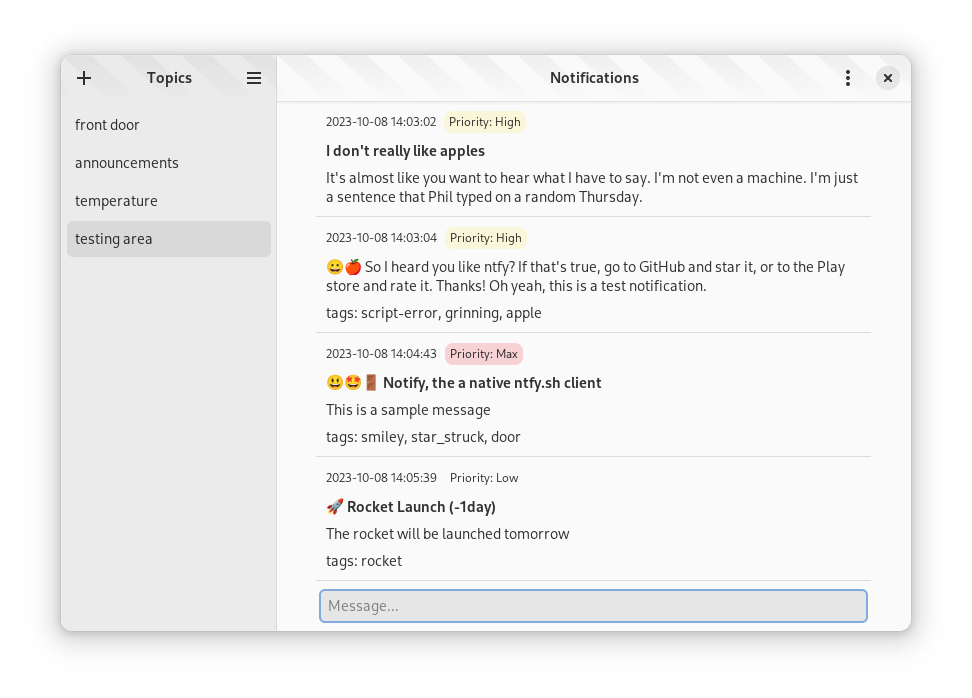 Topics
front door
announcements
temperature
testing area
Notifications
2023-10-08 14:03:02 Priority: High
I don't really like apples
It's almost like you want to hear what I have to say. I'm not even a machine. I'm just
a sentence that Phil typed on a random Thursday.
2023-10-08 14:03:04 Priority: High
😀🍎 So I heard you like ntfy? If that's true, go to GitHub and star it, or to the Play
store and rate it. Thanks! Oh yeah, this is a test notification.
tags: script-error, grinning, apple
2023-10-08 14:04:43 Priority: Max
😃🤩🚪 Notify, the a native ntfy.sh client
This is a sample message
tags: smiley, star_struck, door
2023-10-08 14:05:39 Priority: Low
🚀 Rocket Launch (-1day)
The rocket will be launched tomorrow
tags: rocket
Message...